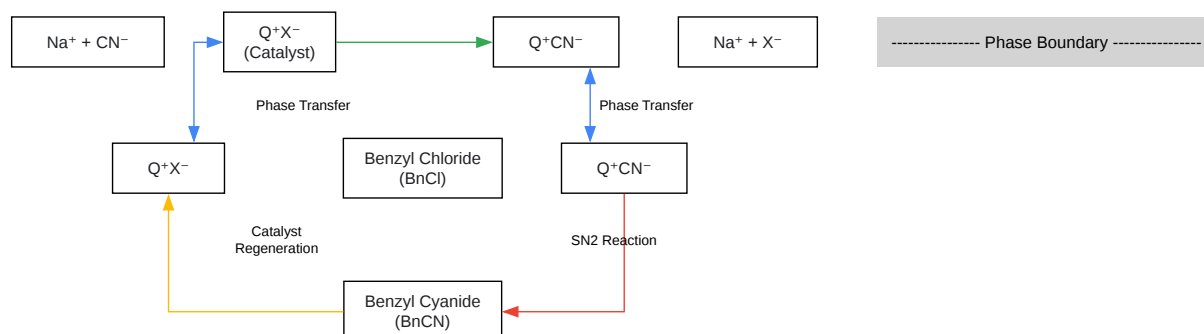 Na⁺ + CN⁻
Q⁺X⁻
(Catalyst)
Q⁺CN⁻
Na⁺ + X⁻
---------------- Phase Boundary ----------------
Phase Transfer
Phase Transfer
Q⁺X⁻
Benzyl Chloride
(BnCl)
Q⁺CN⁻
Catalyst
Regeneration
SN2 Reaction
Benzyl Cyanide
(BnCN)